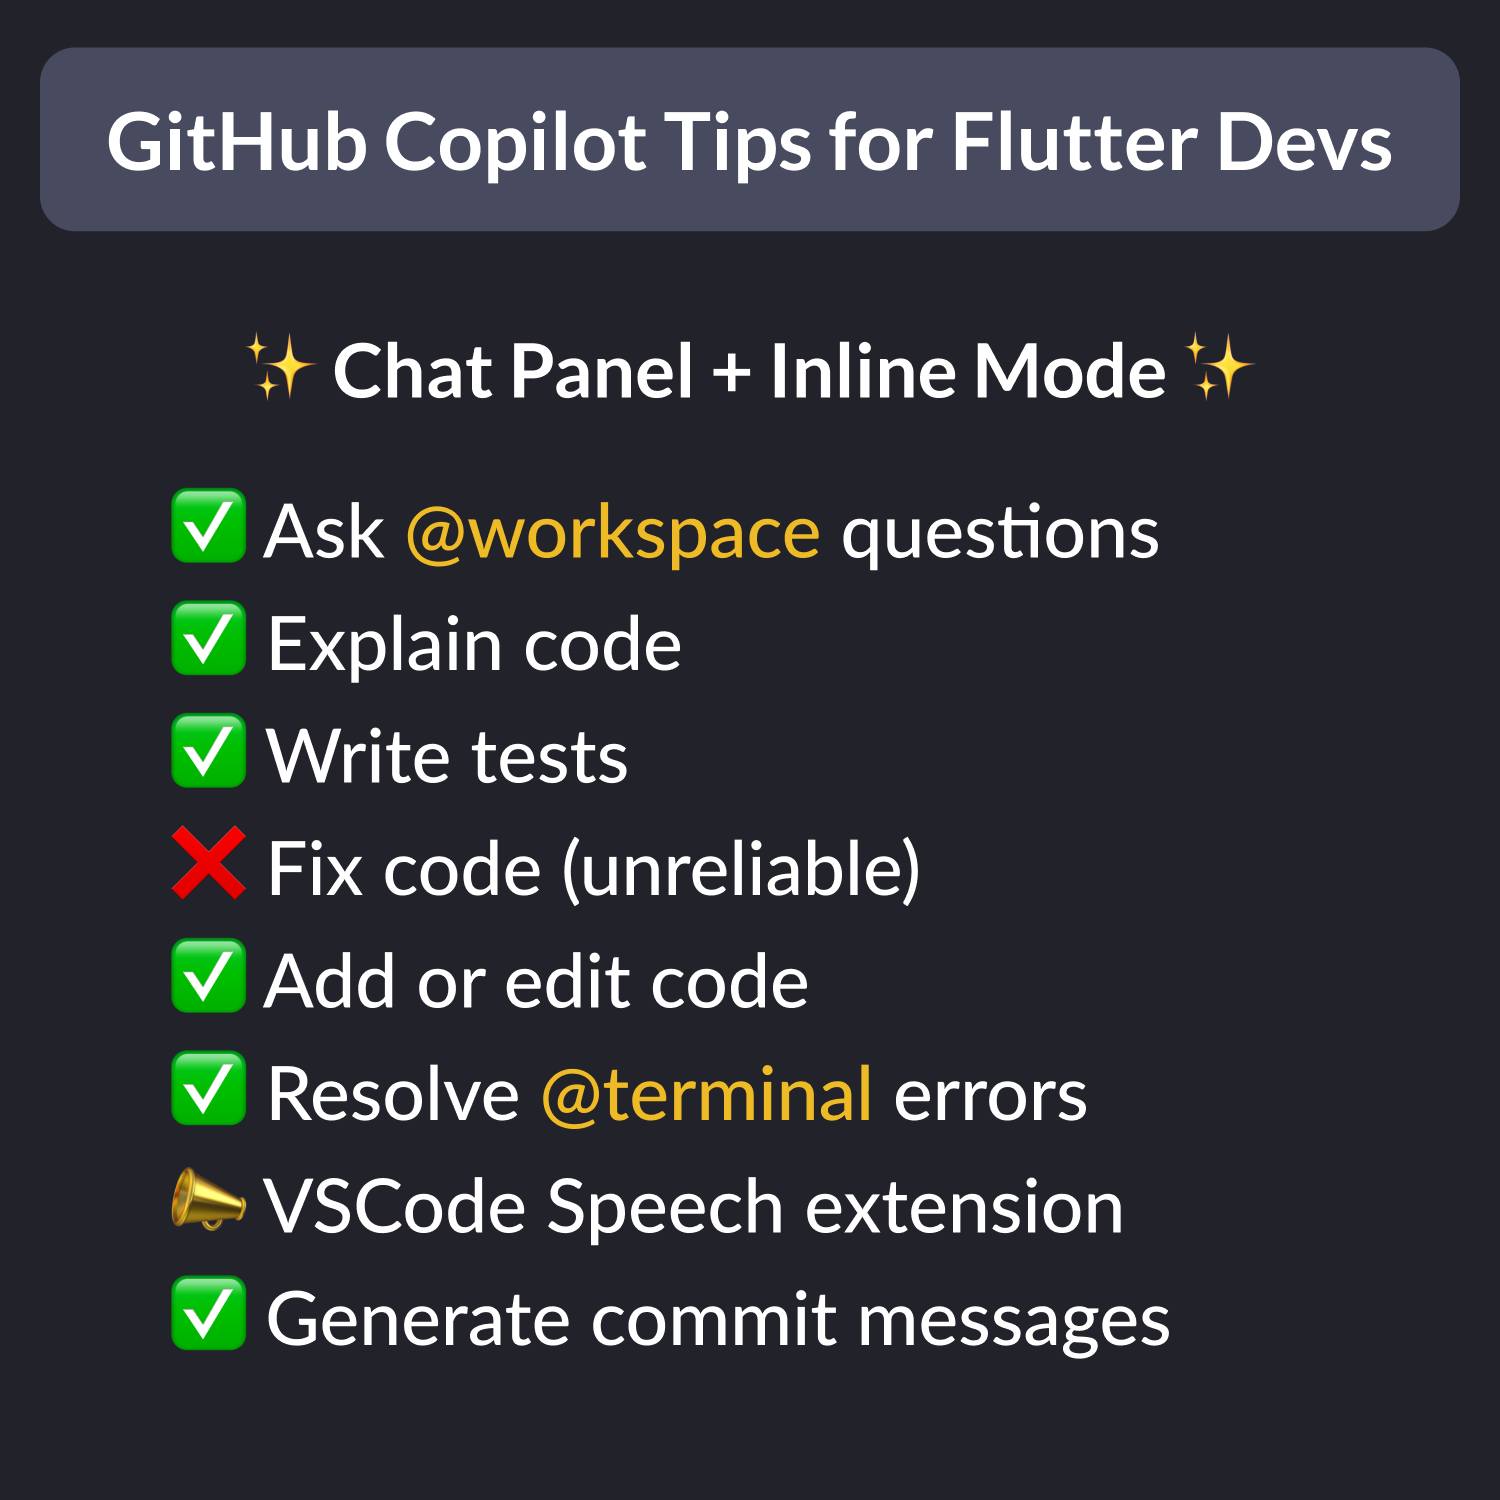 GitHub Copilot Tips for Flutter Devs
✨ Chat Panel + Inline Mode ✨
✅ Ask @workspace questions
✅ Explain code
✅ Write tests
❌ Fix code (unreliable)
✅ Add or edit code
✅ Resolve @terminal errors
📣 VSCode Speech extension
✅ Generate commit messages